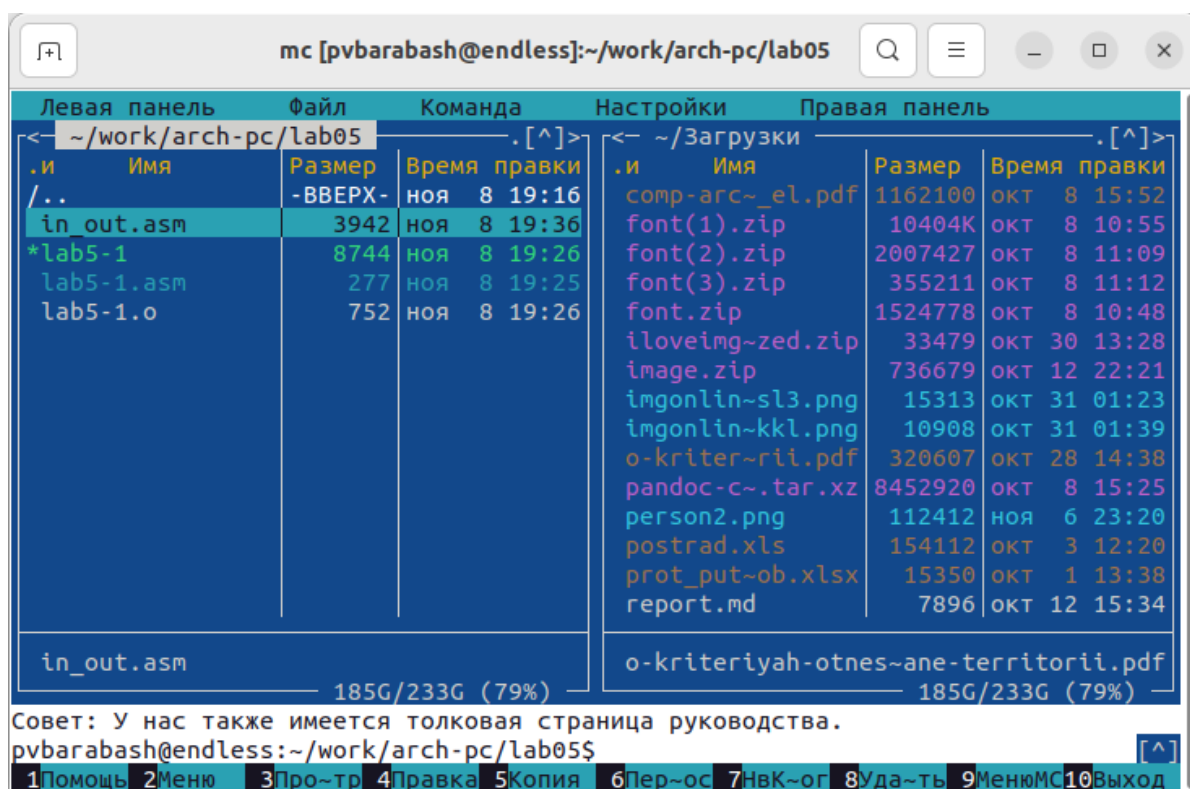 mc [pvbarabash@endless]:~/work/arch-pc/lab05
Левая панель Файл Команда Настройки Правая панель
<— ~/work/arch-pc/lab05 .[^]> <— ~/Загрузки .[^]>
.и Имя Размер Время правки .и Имя Размер Время правки
/.. -ВВЕРХ- ноя 8 19:16 comp-arc~_el.pdf 1162100 окт 8 15:52
in_out.asm 3942 ноя 8 19:36 font(1).zip 10404K окт 8 10:55
*lab5-1 8744 ноя 8 19:26 font(2).zip 2007427 окт 8 11:09
lab5-1.asm 277 ноя 8 19:25 font(3).zip 355211 окт 8 11:12
lab5-1.o 752 ноя 8 19:26 font.zip 1524778 окт 8 10:48
iloveimg~zed.zip 33479 окт 30 13:28
image.zip 736679 окт 12 22:21
imgonlin~sl3.png 15313 окт 31 01:23
imgonlin~kkl.png 10908 окт 31 01:39
o-kriter~rii.pdf 320607 окт 28 14:38
pandoc-c~.tar.xz 8452920 окт 8 15:25
person2.png 112412 ноя 6 23:20
postrad.xls 154112 окт 3 12:20
prot_put~ob.xlsx 15350 окт 1 13:38
report.md 7896 окт 12 15:34
in_out.asm o-kriteriyah-otnes~ane-territorii.pdf
185G/233G (79%) 185G/233G (79%)
Совет: У нас также имеется толковая страница руководства.
pvbarabash@endless:~/work/arch-pc/lab05$ [^]
1Помощь 2Меню 3Про~тр 4Правка 5Копия 6Пер~ос 7НвК~ог 8Уда~ть 9МенюMC 10Выход